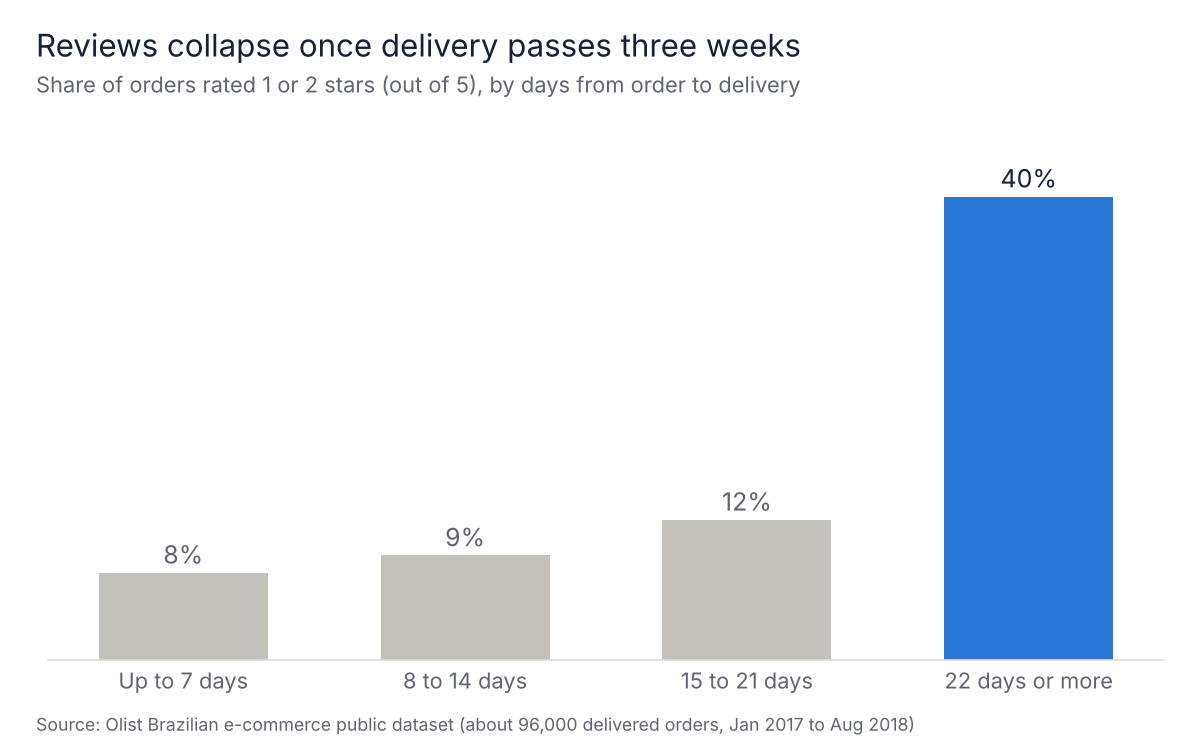 Reviews collapse once delivery passes three weeks
Share of orders rated 1 or 2 stars (out of 5), by days from order to delivery
8%
9%
12%
40%
Up to 7 days
8 to 14 days
15 to 21 days
22 days or more
Source: Olist Brazilian e-commerce public dataset (about 96,000 delivered orders, Jan 2017 to Aug 2018)